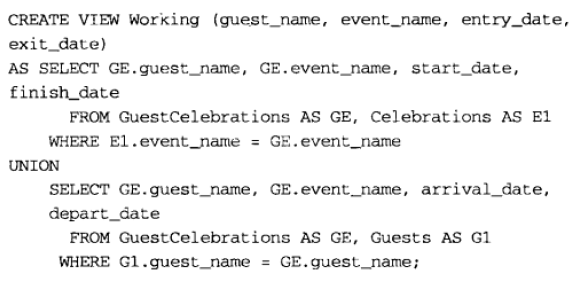 CREATE VIEW Working (guest_name, event_name, entry_date,
exit_date)
AS SELECT GE.guest_name, GE.event_name, start_date,
finish_date
FROM GuestCelebrations AS GE, Celebrations AS E1
WHERE E1.event_name = GE.event_name
UNION
SELECT GE.guest_name, GE.event_name, arrival_date,
depart_date
FROM GuestCelebrations AS GE, Guests AS G1
WHERE G1.guest_name = GE.guest_name;